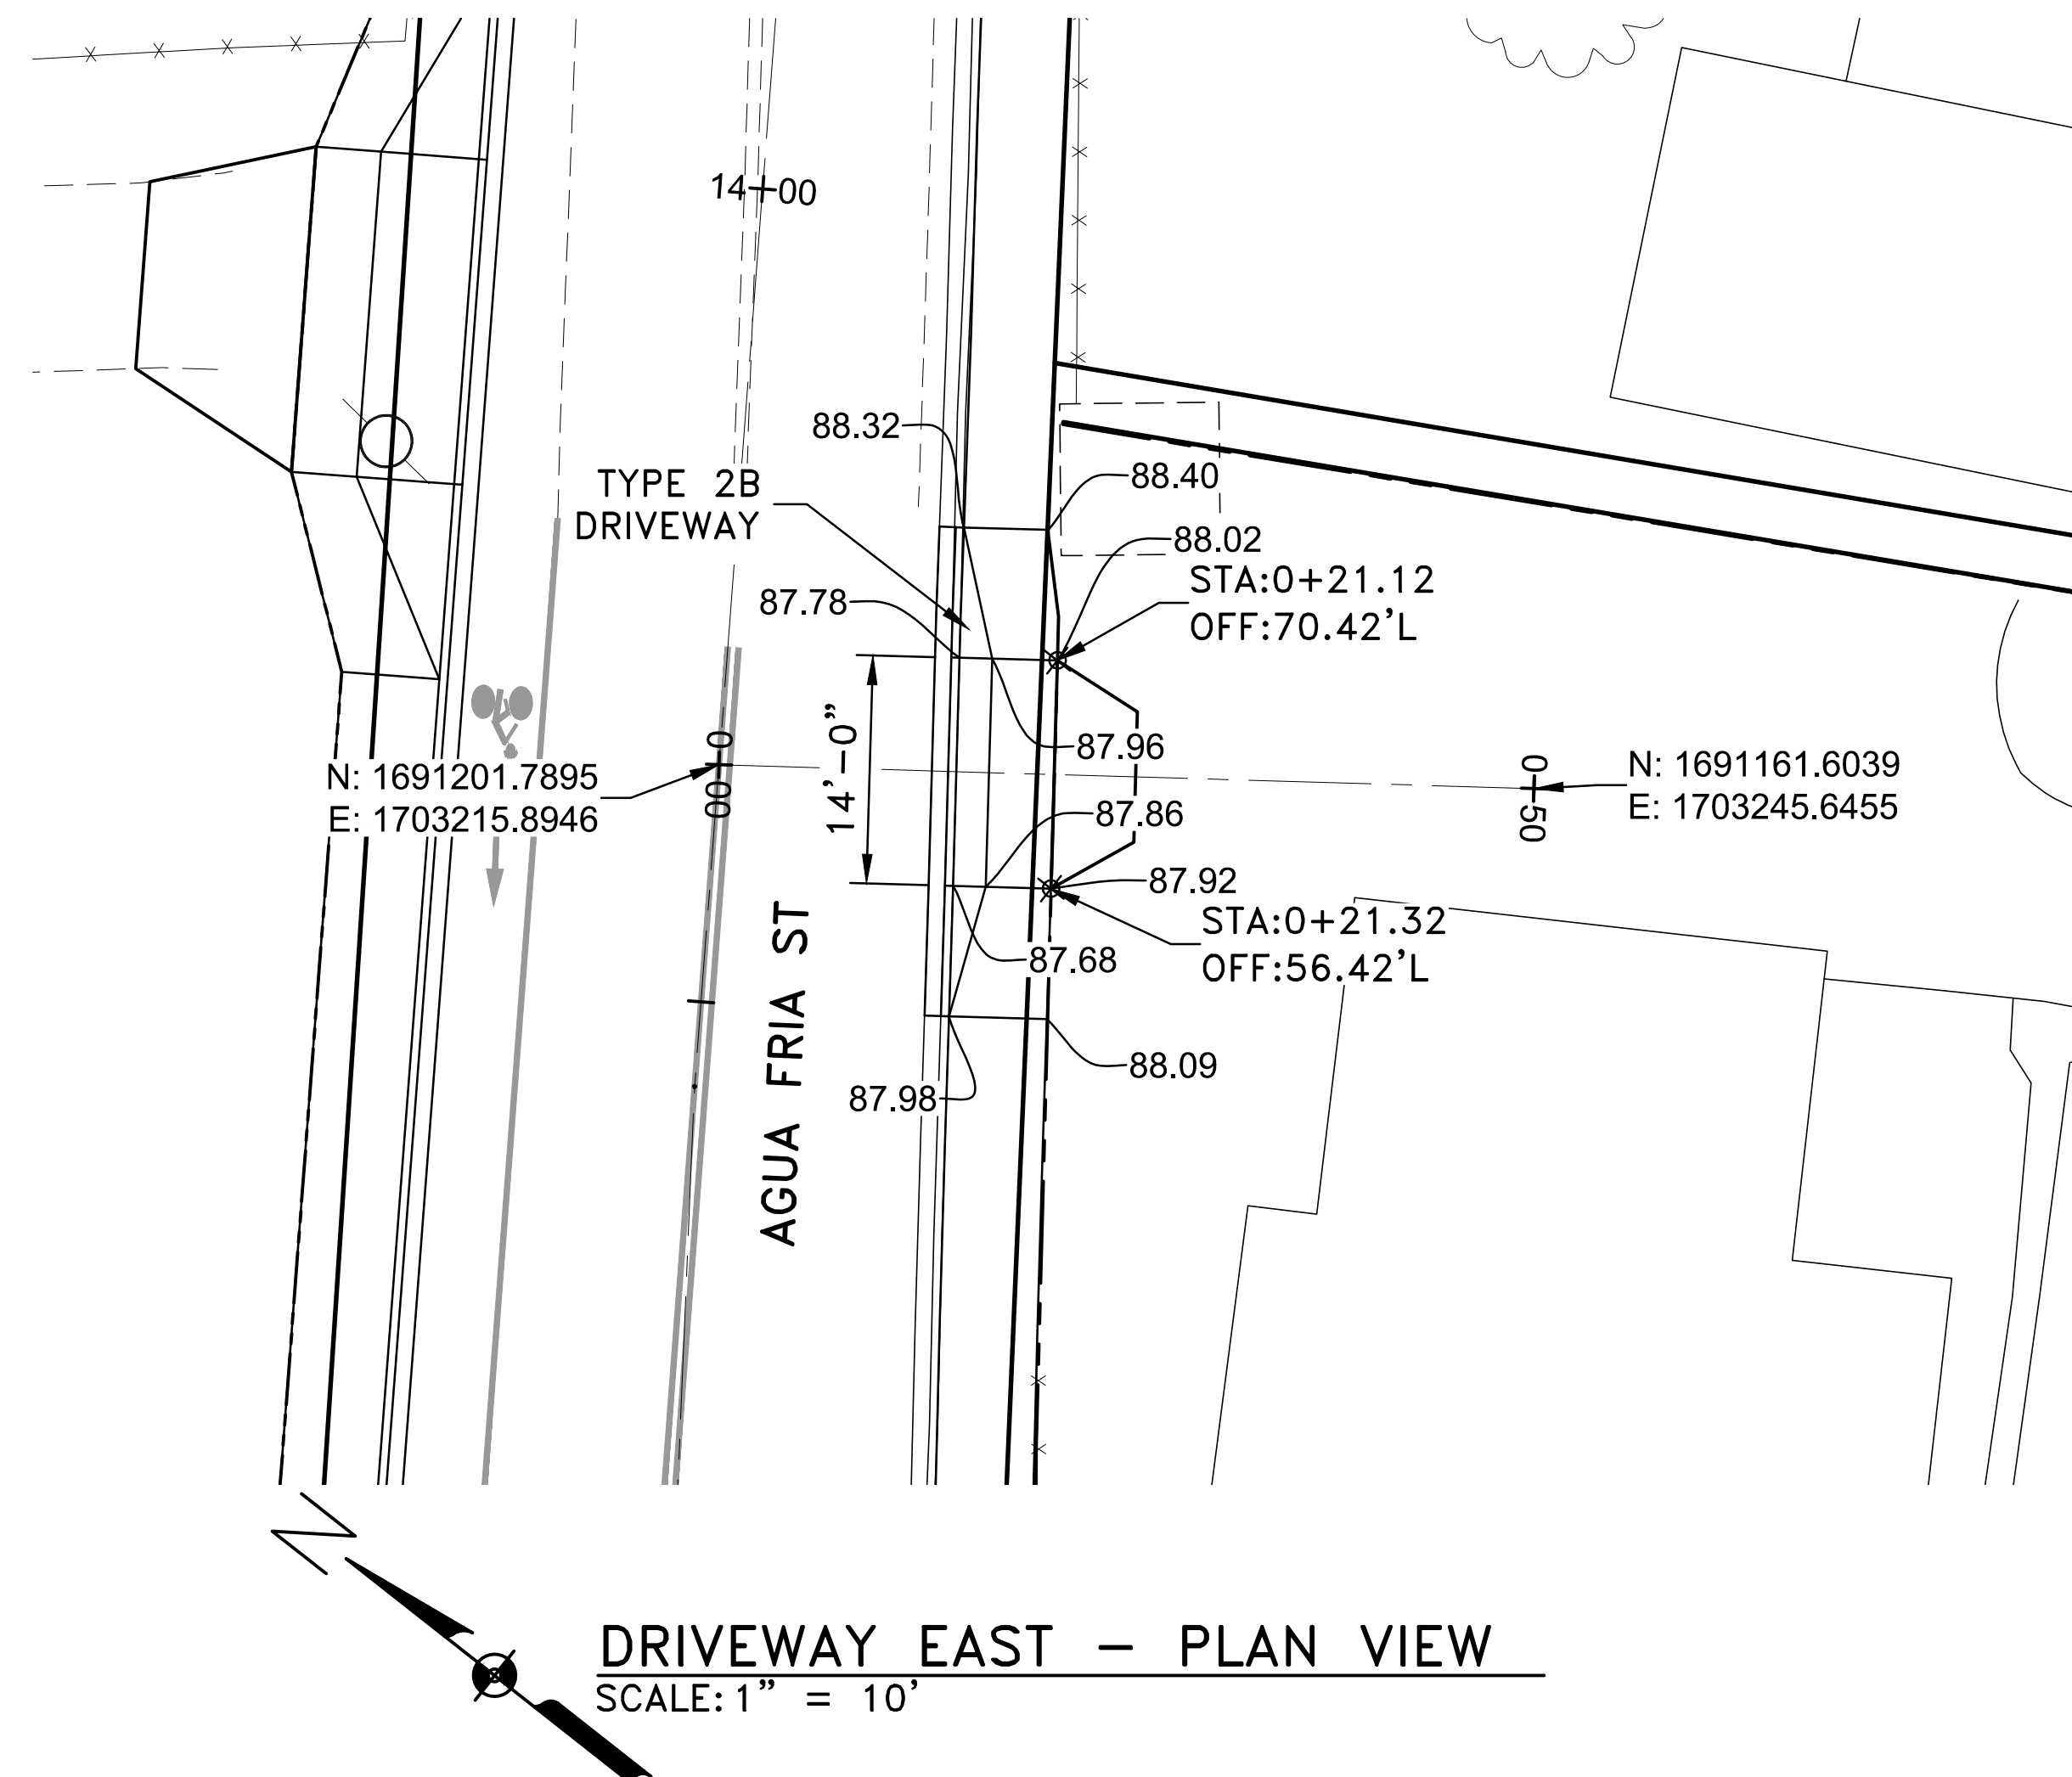 14+00
88.32
88.40
TYPE 2B
DRIVEWAY
88.02
STA:0+21.12
OFF:70.42'L
87.78
14'-0"
87.96
0+00
N: 1691201.7895
E: 1703215.8946
0+50
N: 1691161.6039
E: 1703245.6455
87.86
87.92
STA:0+21.32
OFF:56.42'L
87.68
AGUA FRIA ST
88.09
87.98
N
DRIVEWAY EAST - PLAN VIEW
SCALE: 1" = 10'